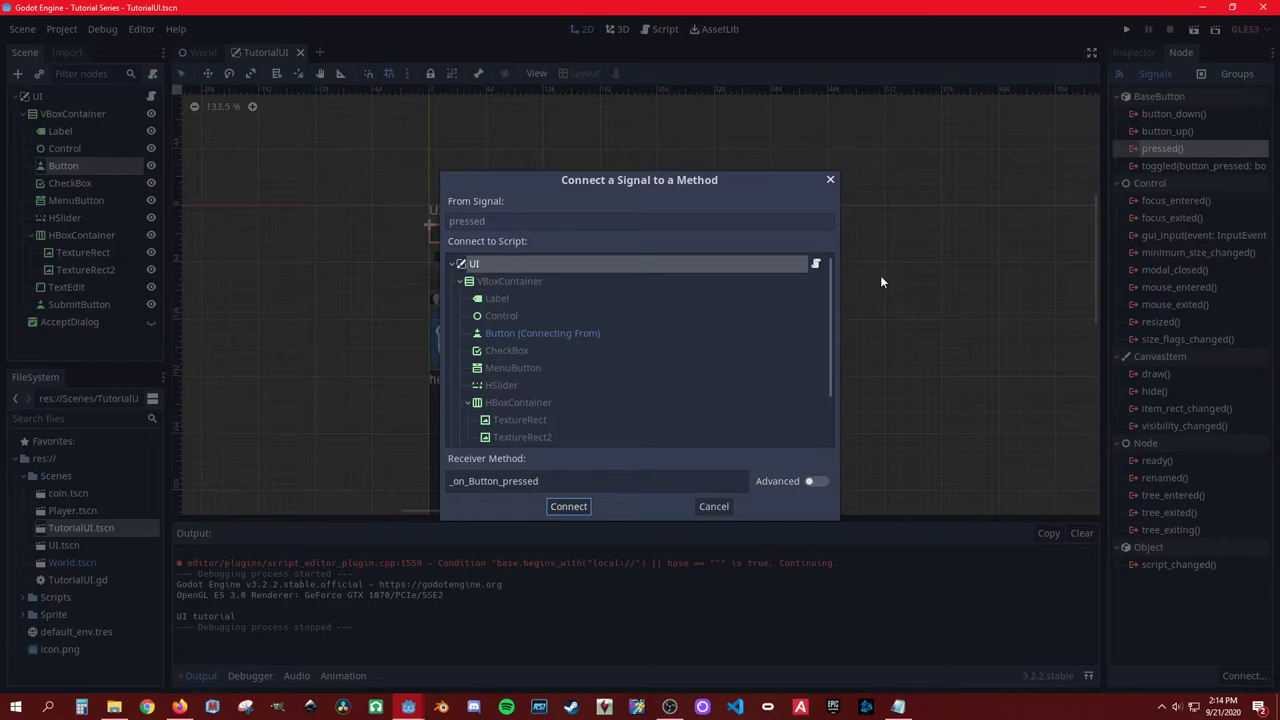 Godot Engine - Tutorial Series - TutorialUI.tscn
Scene Project Debug Editor Help
2D 3D Script AssetLib
GLES3
Scene Import
World TutorialUI
Inspector Node
Filter nodes
View Layout
Signals Groups
133.5 %
UI
VBoxContainer
Label
Control
Button
CheckBox
MenuButton
HSlider
HBoxContainer
TextureRect
TextureRect2
TextEdit
SubmitButton
AcceptDialog
FileSystem
res://Scenes/TutorialU
Search files
Favorites:
res://
Scenes
coin.tscn
Player.tscn
TutorialUI.tscn
UI.tscn
World.tscn
TutorialUI.gd
Scripts
Sprite
default_env.tres
icon.png
Connect a Signal to a Method
From Signal:
pressed
Connect to Script:
UI
VBoxContainer
Label
Control
Button (Connecting From)
CheckBox
MenuButton
HSlider
HBoxContainer
TextureRect
TextureRect2
Receiver Method:
_on_Button_pressed
Advanced
Connect Cancel
BaseButton
button_down()
button_up()
pressed()
toggled(button_pressed: bo
Control
focus_entered()
focus_exited()
gui_input(event: InputEvent
minimum_size_changed()
modal_closed()
mouse_entered()
mouse_exited()
resized()
size_flags_changed()
CanvasItem
draw()
hide()
item_rect_changed()
visibility_changed()
Node
ready()
renamed()
tree_entered()
tree_exited()
tree_exiting()
Object
script_changed()
Connect...
Output:
Copy Clear
editor/plugins/script_editor_plugin.cpp:1559 - Condition "base.begins_with("local://") || base == """ is true. Continuing.
--- Debugging process started ---
Godot Engine v3.2.2.stable.official - https://godotengine.org
OpenGL ES 3.0 Renderer: GeForce GTX 1070/PCIe/SSE2
UI tutorial
--- Debugging process stopped ---
Output Debugger Audio Animation
3.2.2.stable
2:14 PM
9/21/2020